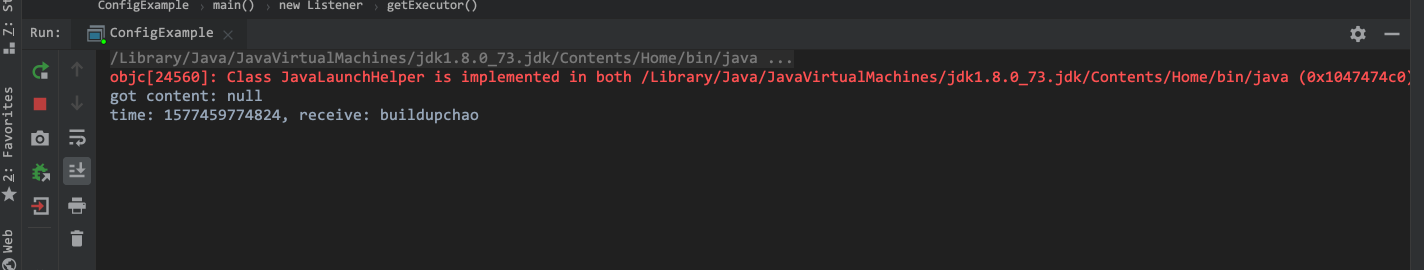 ConfigExample › main() › new Listener › getExecutor()
Run: ConfigExample ×
/Library/Java/JavaVirtualMachines/jdk1.8.0_73.jdk/Contents/Home/bin/java ...
objc[24560]: Class JavaLaunchHelper is implemented in both /Library/Java/JavaVirtualMachines/jdk1.8.0_73.jdk/Contents/Home/bin/java (0x1047474c0)
got content: null
time: 1577459774824, receive: buildupchao
2: Favorites
Web